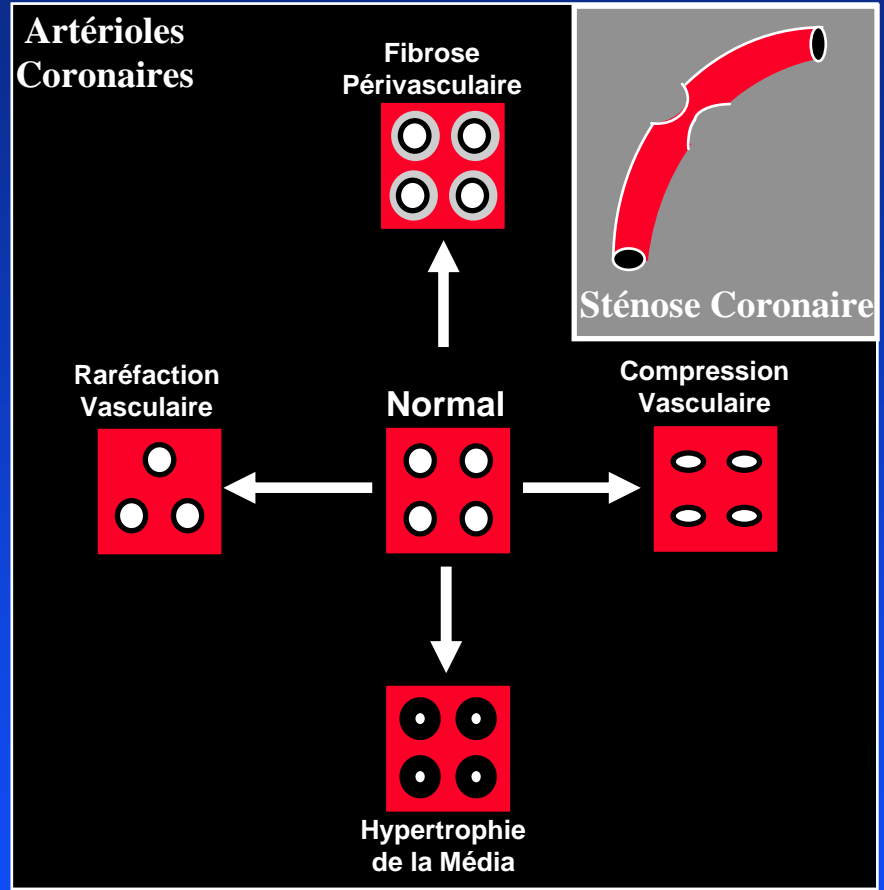 Artérioles
Coronaires
Fibrose
Périvasculaire
Sténose Coronaire
Raréfaction
Vasculaire
Normal
Compression
Vasculaire
Hypertrophie
de la Média